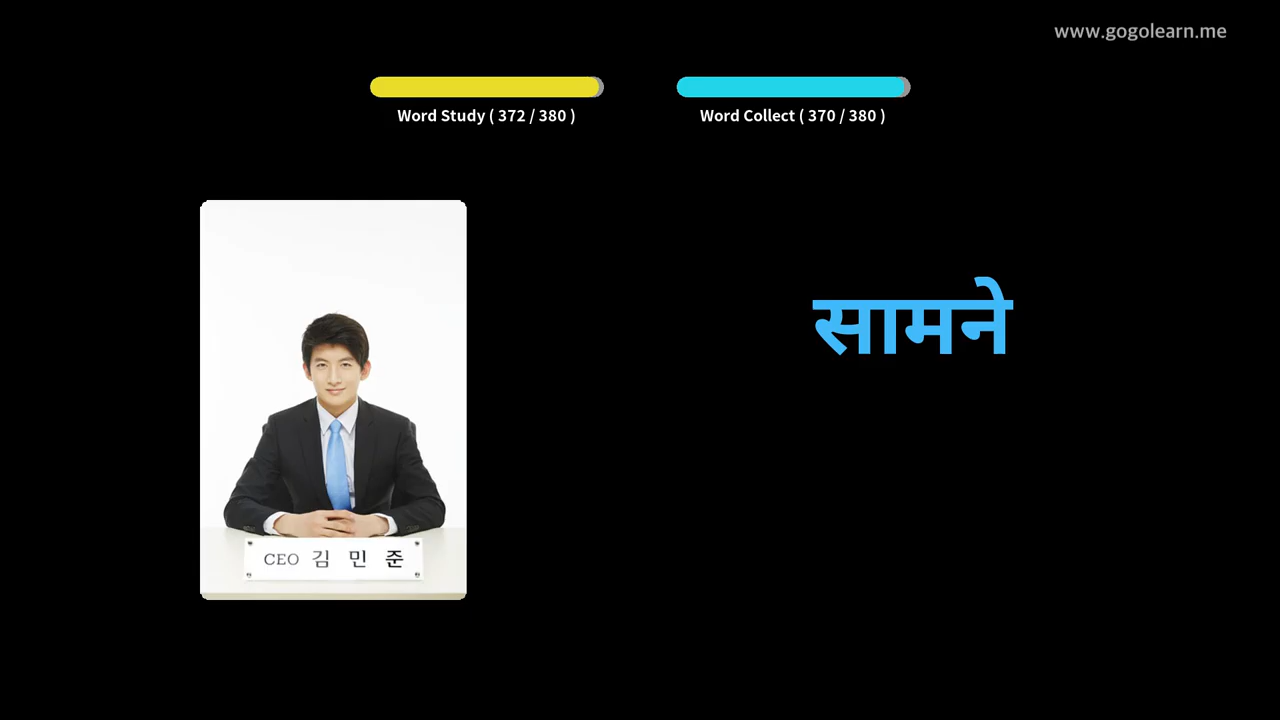 www.gogolearn.me
Word Study ( 372 / 380 )
Word Collect ( 370 / 380 )
सामने
CEO 김 민 준